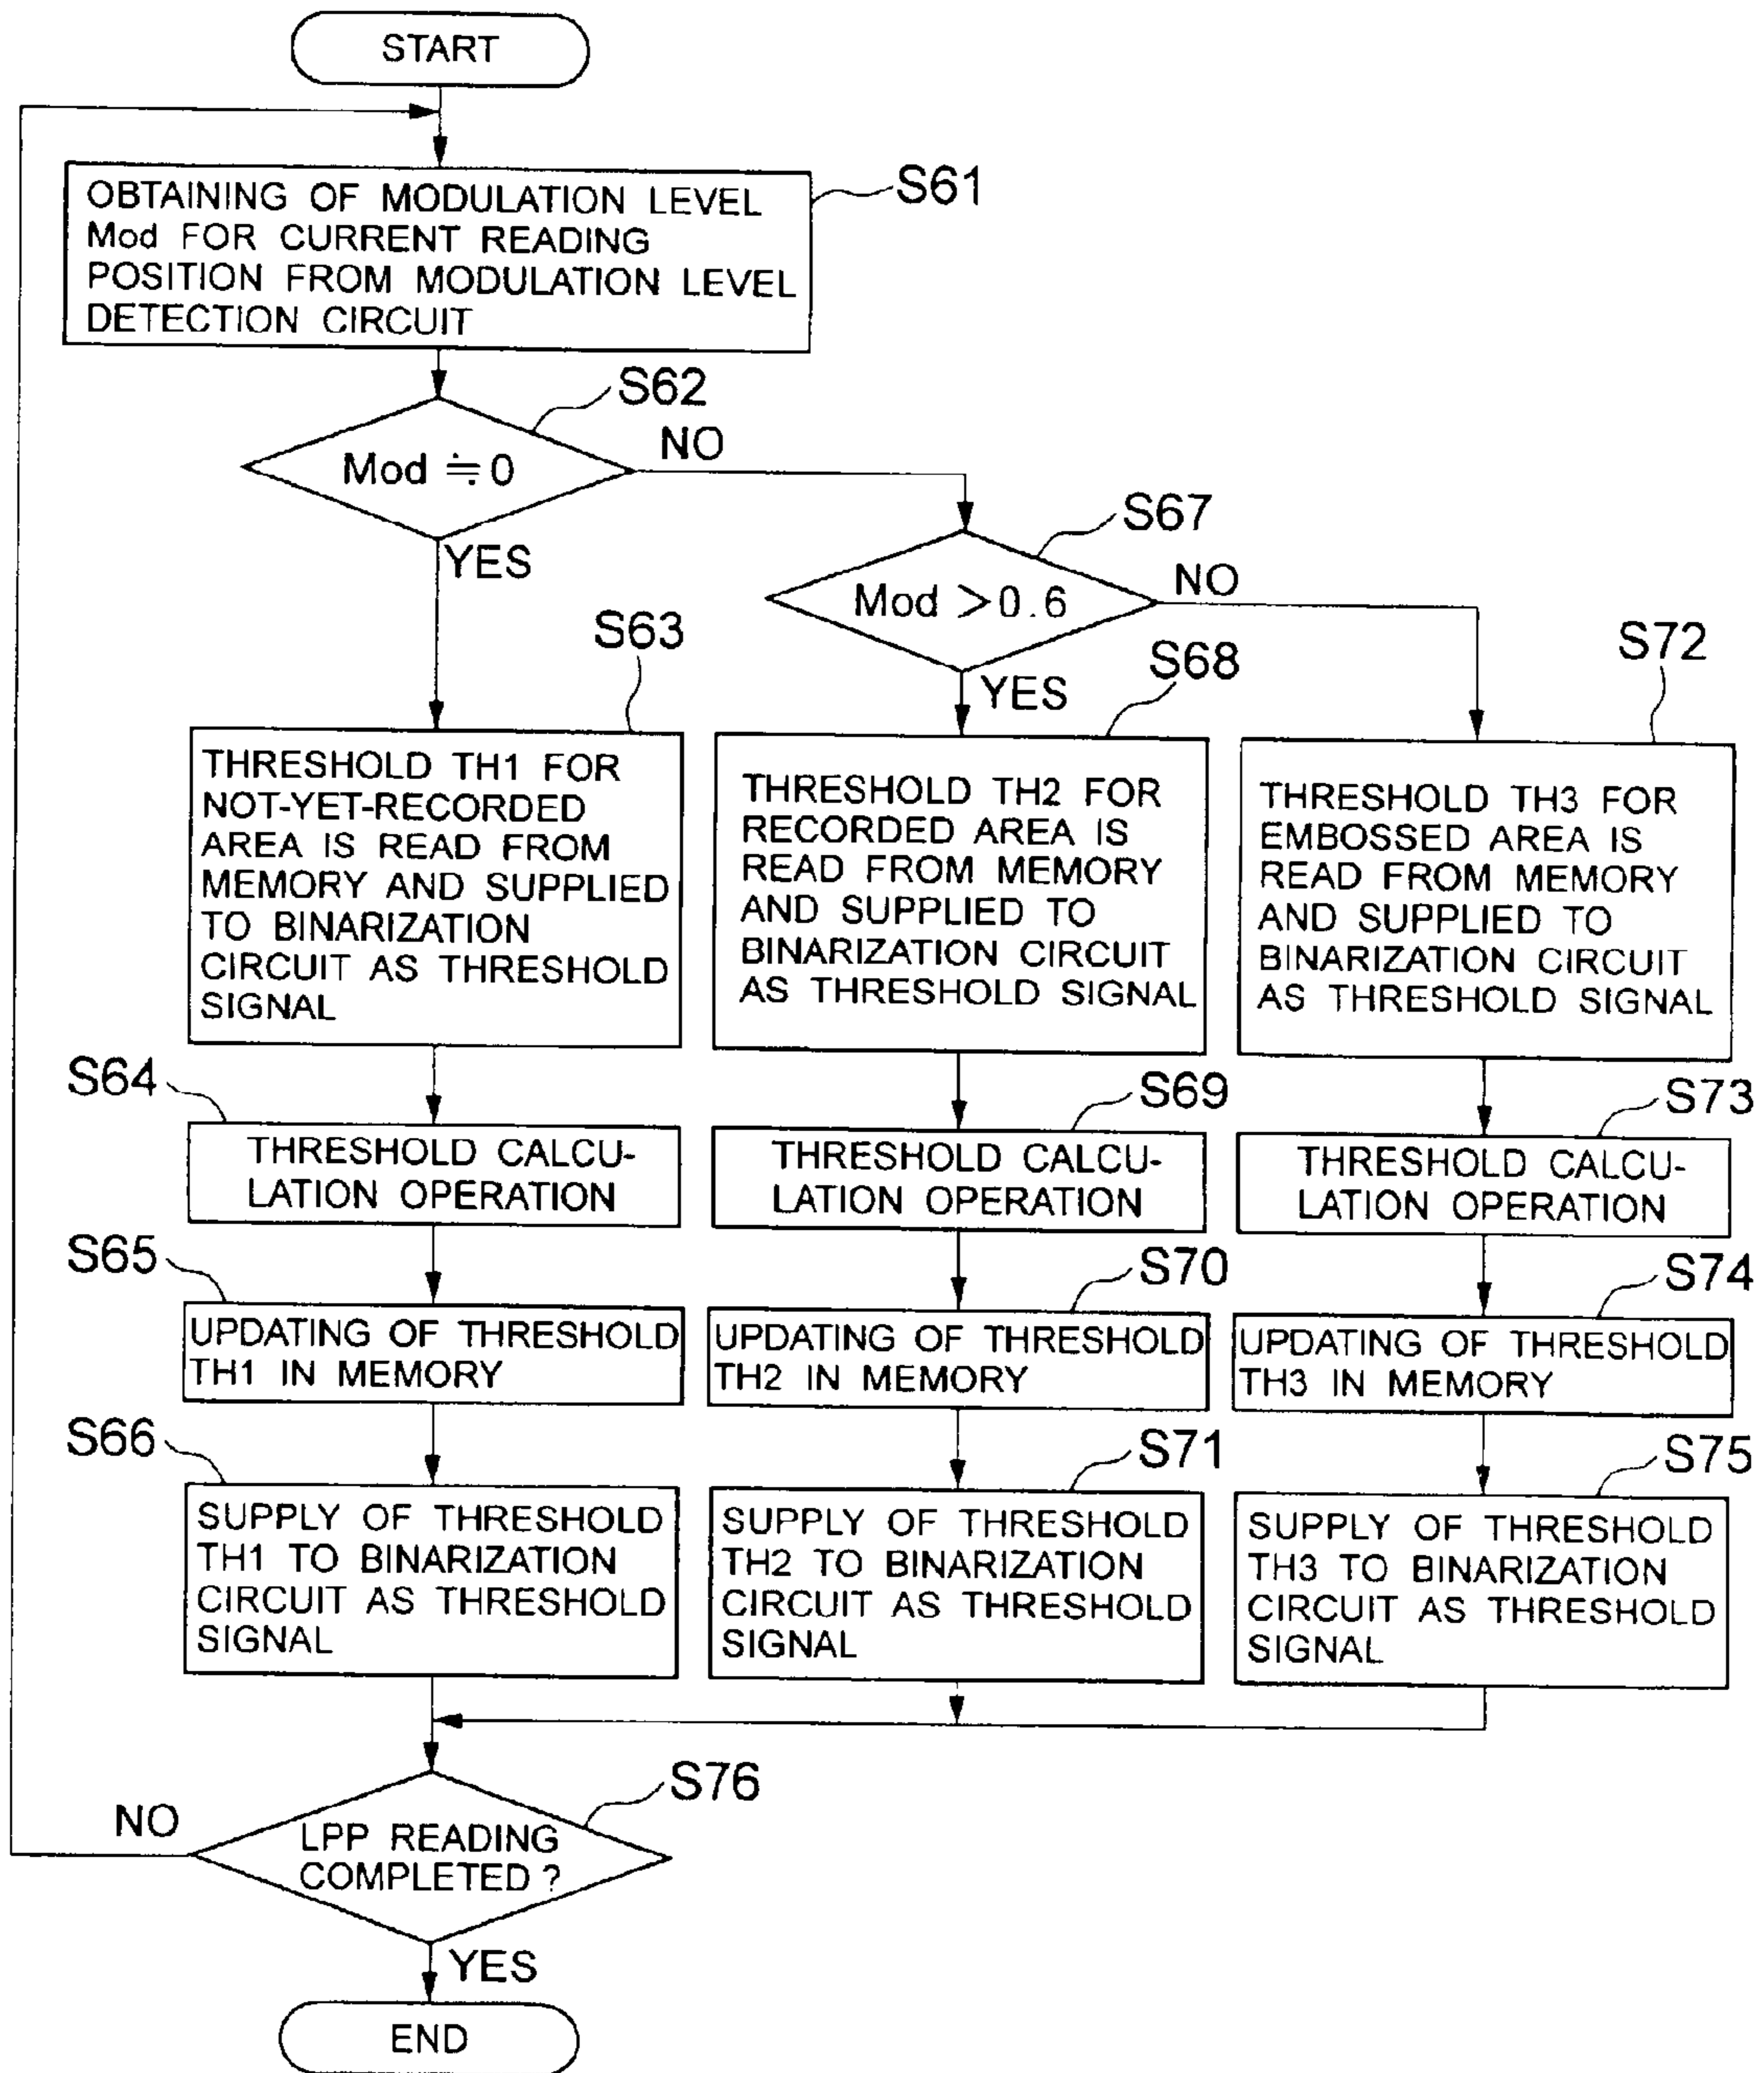 START
OBTAINING OF MODULATION LEVEL
Mod FOR CURRENT READING
POSITION FROM MODULATION LEVEL
DETECTION CIRCUIT
S61
S62
Mod ≒ 0
NO
YES
S67
Mod > 0.6
NO
YES
S63
THRESHOLD TH1 FOR
NOT-YET-RECORDED
AREA IS READ FROM
MEMORY AND SUPPLIED
TO BINARIZATION
CIRCUIT AS THRESHOLD
SIGNAL
S68
THRESHOLD TH2 FOR
RECORDED AREA IS
READ FROM MEMORY
AND SUPPLIED TO
BINARIZATION CIRCUIT
AS THRESHOLD SIGNAL
S72
THRESHOLD TH3 FOR
EMBOSSED AREA IS
READ FROM MEMORY
AND SUPPLIED TO
BINARIZATION CIRCUIT
AS THRESHOLD SIGNAL
S64
THRESHOLD CALCU-
LATION OPERATION
S69
THRESHOLD CALCU-
LATION OPERATION
S73
THRESHOLD CALCU-
LATION OPERATION
S65
UPDATING OF THRESHOLD
TH1 IN MEMORY
S70
UPDATING OF THRESHOLD
TH2 IN MEMORY
S74
UPDATING OF THRESHOLD
TH3 IN MEMORY
S66
SUPPLY OF THRESHOLD
TH1 TO BINARIZATION
CIRCUIT AS THRESHOLD
SIGNAL
S71
SUPPLY OF THRESHOLD
TH2 TO BINARIZATION
CIRCUIT AS THRESHOLD
SIGNAL
S75
SUPPLY OF THRESHOLD
TH3 TO BINARIZATION
CIRCUIT AS THRESHOLD
SIGNAL
S76
NO
LPP READING
COMPLETED ?
YES
END